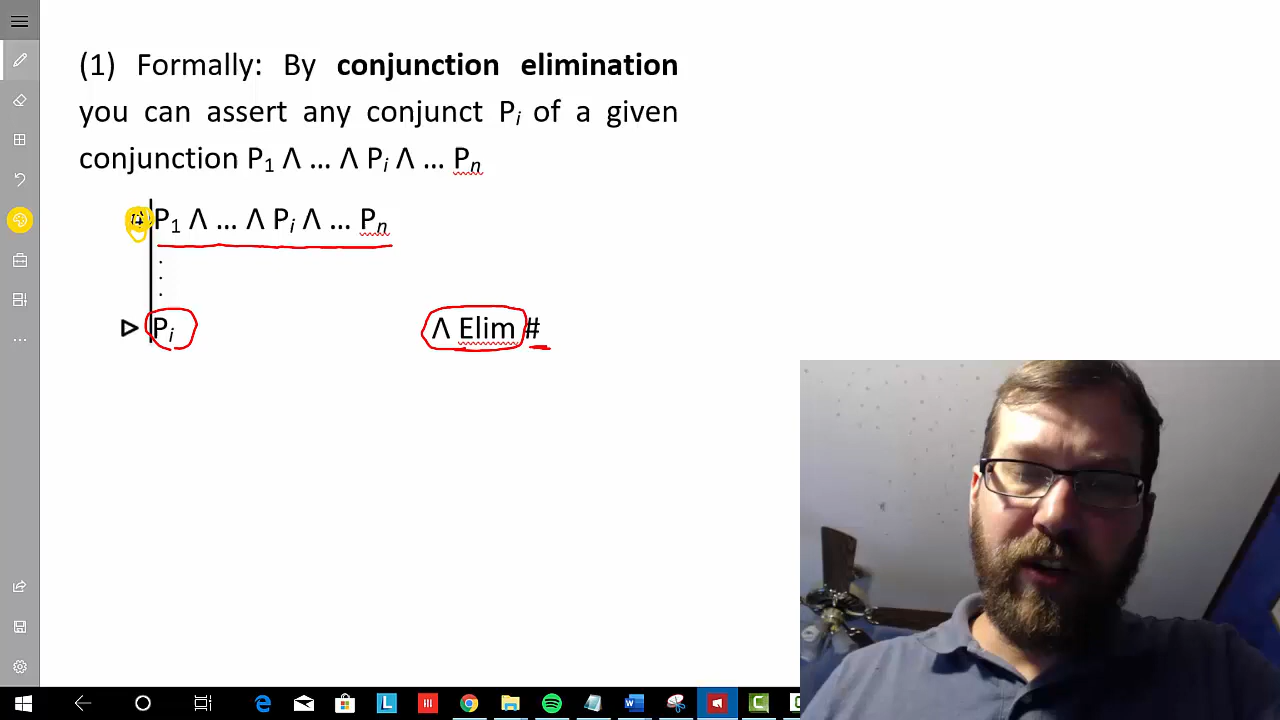 (1) Formally: By conjunction elimination
you can assert any conjunct Pᵢ of a given
conjunction P₁ Λ ... Λ Pᵢ Λ ... Pₙ
# P₁ Λ ... Λ Pᵢ Λ ... Pₙ
.
.
.
▷ Pᵢ Λ Elim #